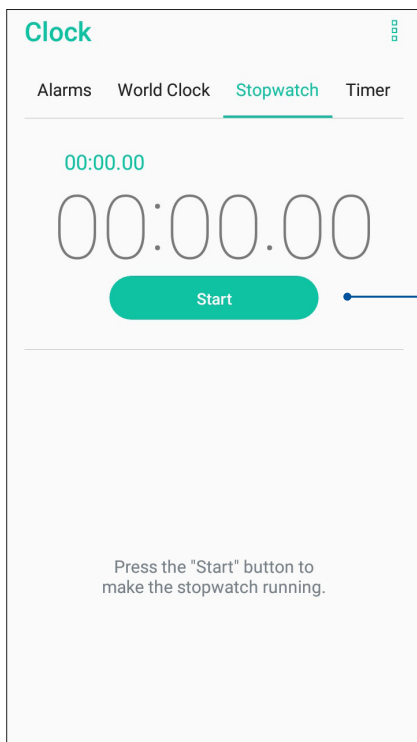 Clock
Alarms World Clock Stopwatch Timer
00:00.00
00:00.00
Start
Press the "Start" button to
make the stopwatch running.